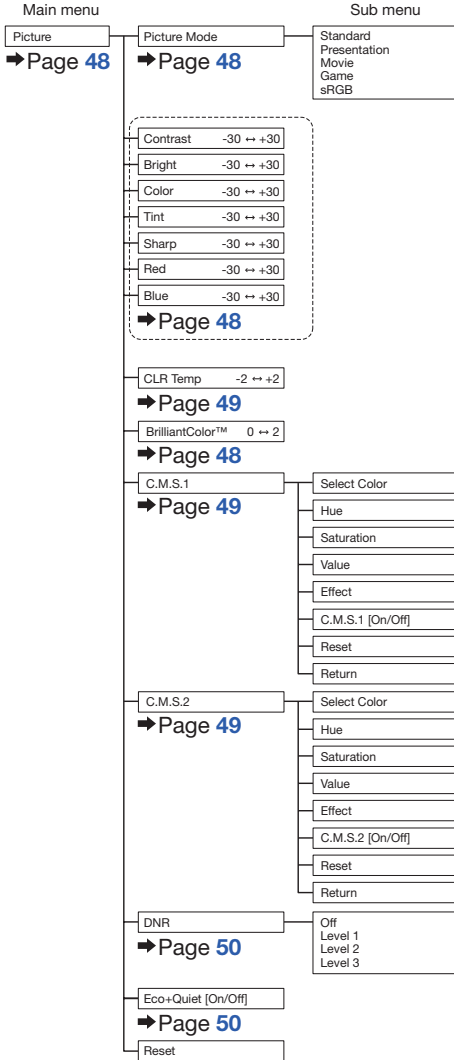 Main menu
Sub menu
Picture
➡Page 48
Picture Mode
➡Page 48
Standard
Presentation
Movie
Game
sRGB
Contrast -30 ↔ +30
Bright -30 ↔ +30
Color -30 ↔ +30
Tint -30 ↔ +30
Sharp -30 ↔ +30
Red -30 ↔ +30
Blue -30 ↔ +30
➡Page 48
CLR Temp -2 ↔ +2
➡Page 49
BrilliantColor™ 0 ↔ 2
➡Page 48
C.M.S.1
➡Page 49
Select Color
Hue
Saturation
Value
Effect
C.M.S.1 [On/Off]
Reset
Return
C.M.S.2
➡Page 49
Select Color
Hue
Saturation
Value
Effect
C.M.S.2 [On/Off]
Reset
Return
DNR
➡Page 50
Off
Level 1
Level 2
Level 3
Eco+Quiet [On/Off]
➡Page 50
Reset